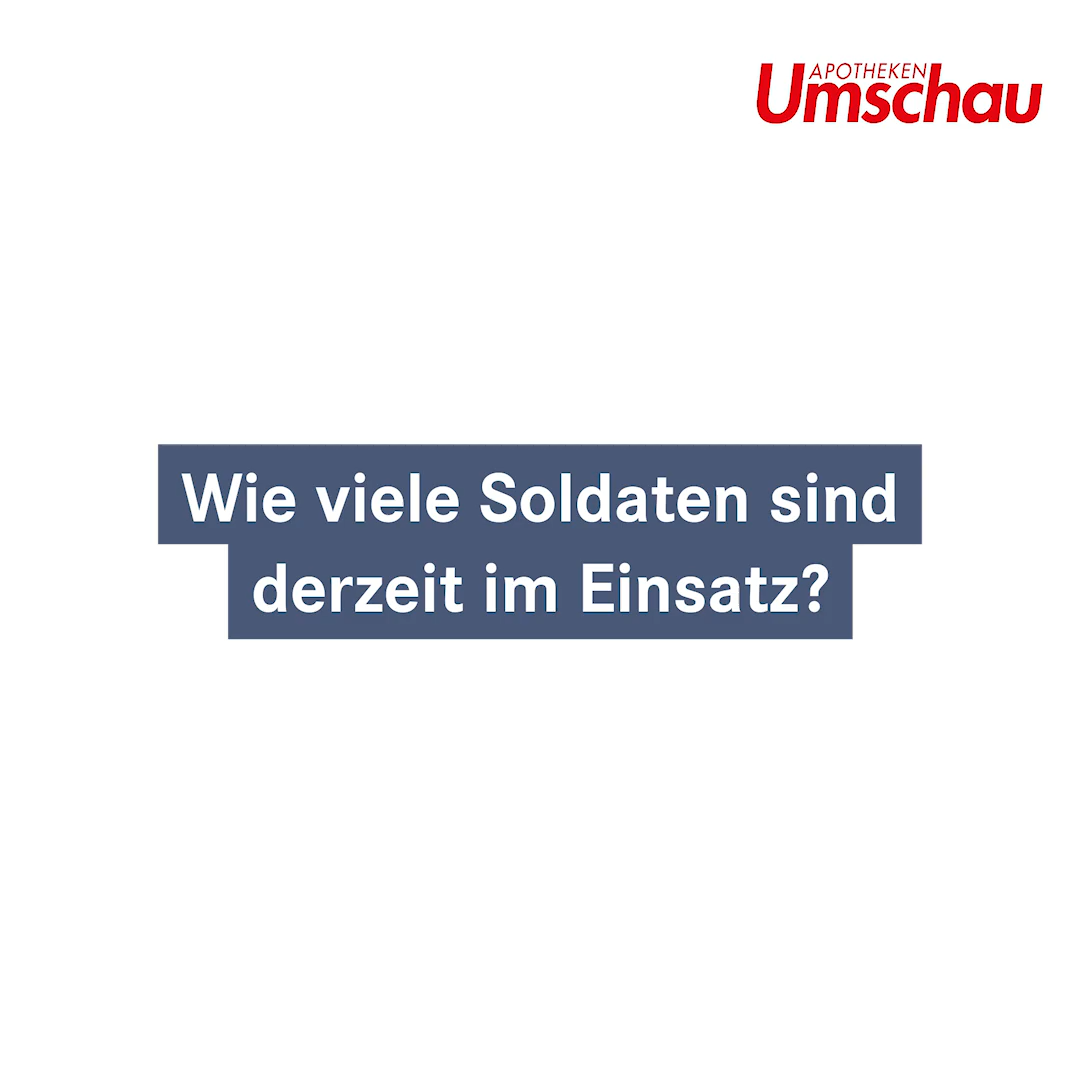 APOTHEKEN
Umschau
Wie viele Soldaten sind
derzeit im Einsatz?